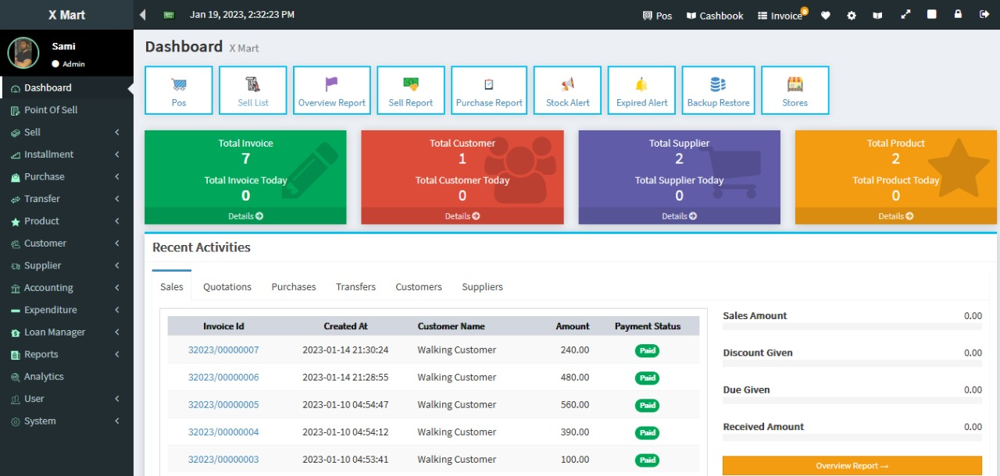 X Mart
Jan 19, 2023, 2:32:23 PM
Pos
Cashbook
Invoice
Sami
Admin
Dashboard
Point Of Sell
Sell
Installment
Purchase
Transfer
Product
Customer
Supplier
Accounting
Expenditure
Loan Manager
Reports
Analytics
User
System
Dashboard X Mart
Pos
Sell List
Overview Report
Sell Report
Purchase Report
Stock Alert
Expired Alert
Backup Restore
Stores
Total Invoice
7
Total Invoice Today
0
Details
Total Customer
1
Total Customer Today
0
Details
Total Supplier
2
Total Supplier Today
0
Details
Total Product
2
Total Product Today
0
Details
Recent Activities
Sales Quotations Purchases Transfers Customers Suppliers
Invoice Id Created At Customer Name Amount Payment Status
32023/00000007 2023-01-14 21:30:24 Walking Customer 240.00 Paid
32023/00000006 2023-01-14 21:28:55 Walking Customer 480.00 Paid
32023/00000005 2023-01-10 04:54:47 Walking Customer 560.00 Paid
32023/00000004 2023-01-10 04:54:12 Walking Customer 390.00 Paid
32023/00000003 2023-01-10 04:53:41 Walking Customer 100.00 Paid
Sales Amount 0.00
Discount Given 0.00
Due Given 0.00
Received Amount 0.00
Overview Report →